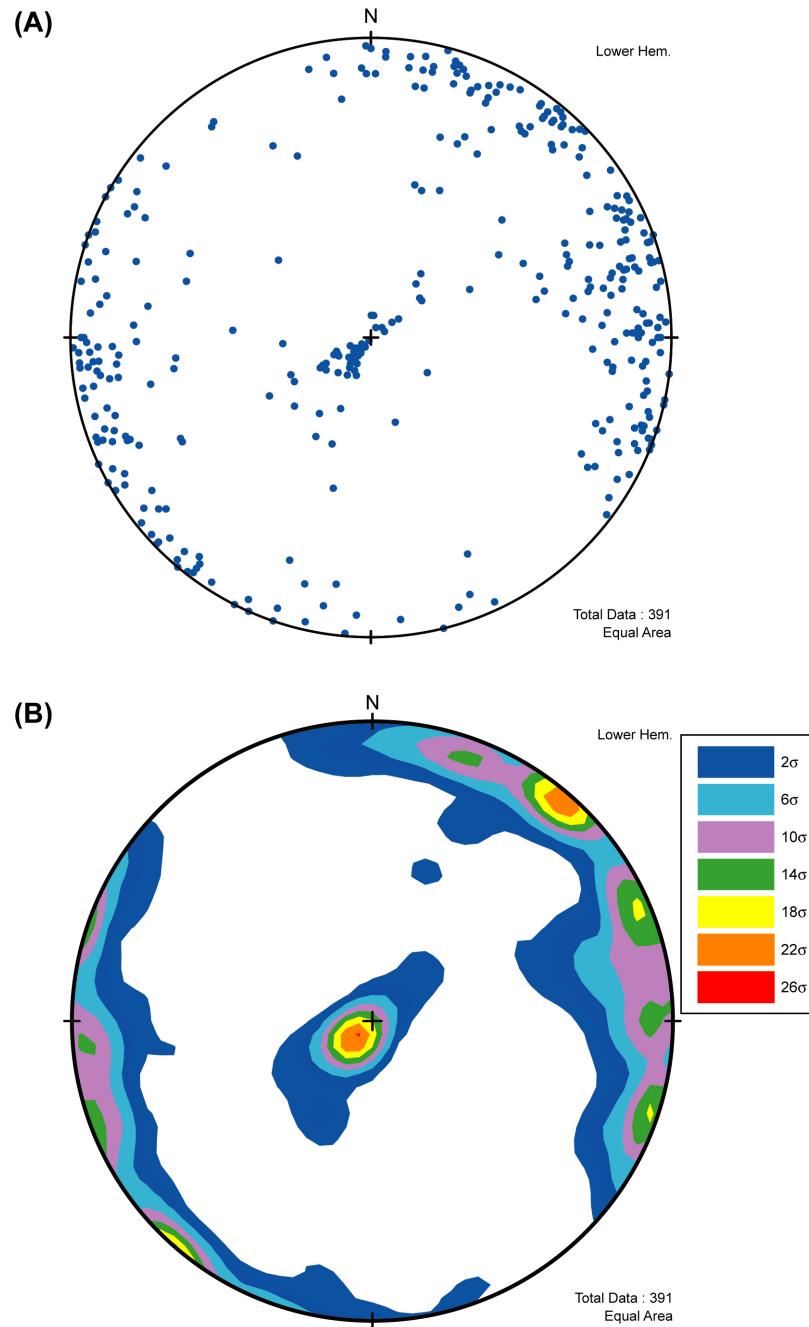 (A)
N
Lower Hem.
Total Data : 391
Equal Area
(B)
N
Lower Hem.
2σ
6σ
10σ
14σ
18σ
22σ
26σ
Total Data : 391
Equal Area